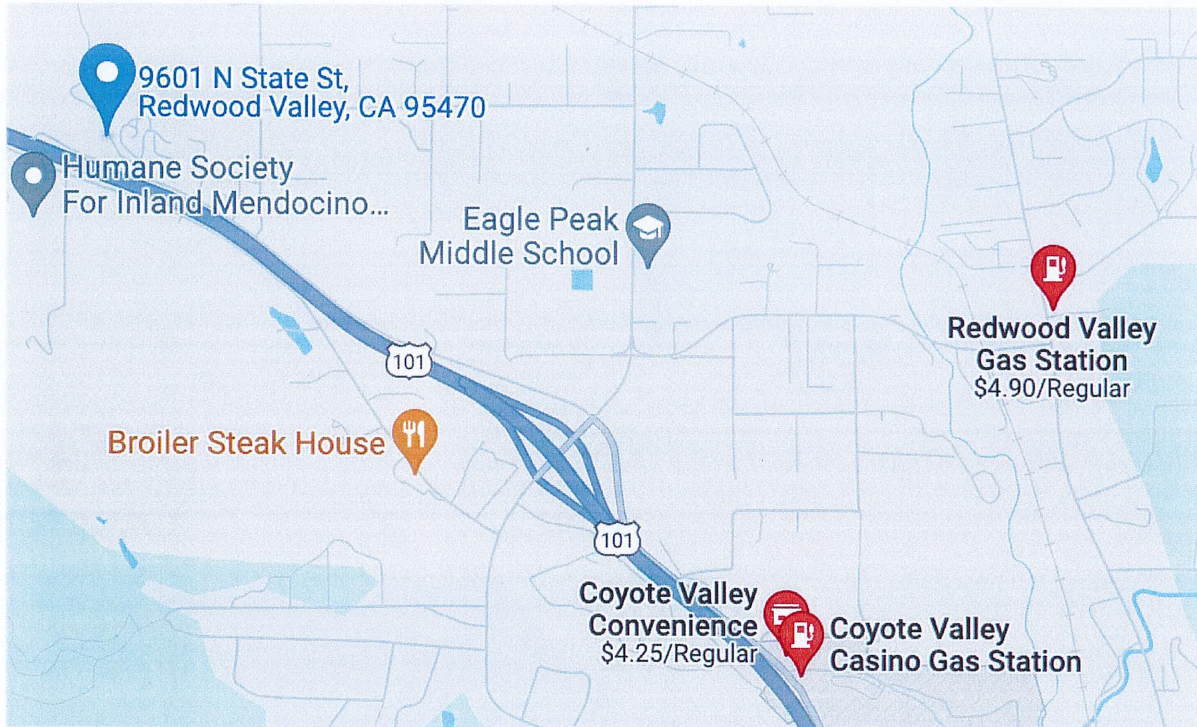 9601 N State St,
Redwood Valley, CA 95470
Humane Society
For Inland Mendocino...
Eagle Peak
Middle School
Redwood Valley
Gas Station
$4.90/Regular
101
Broiler Steak House
101
Coyote Valley
Convenience
$4.25/Regular
Coyote Valley
Casino Gas Station